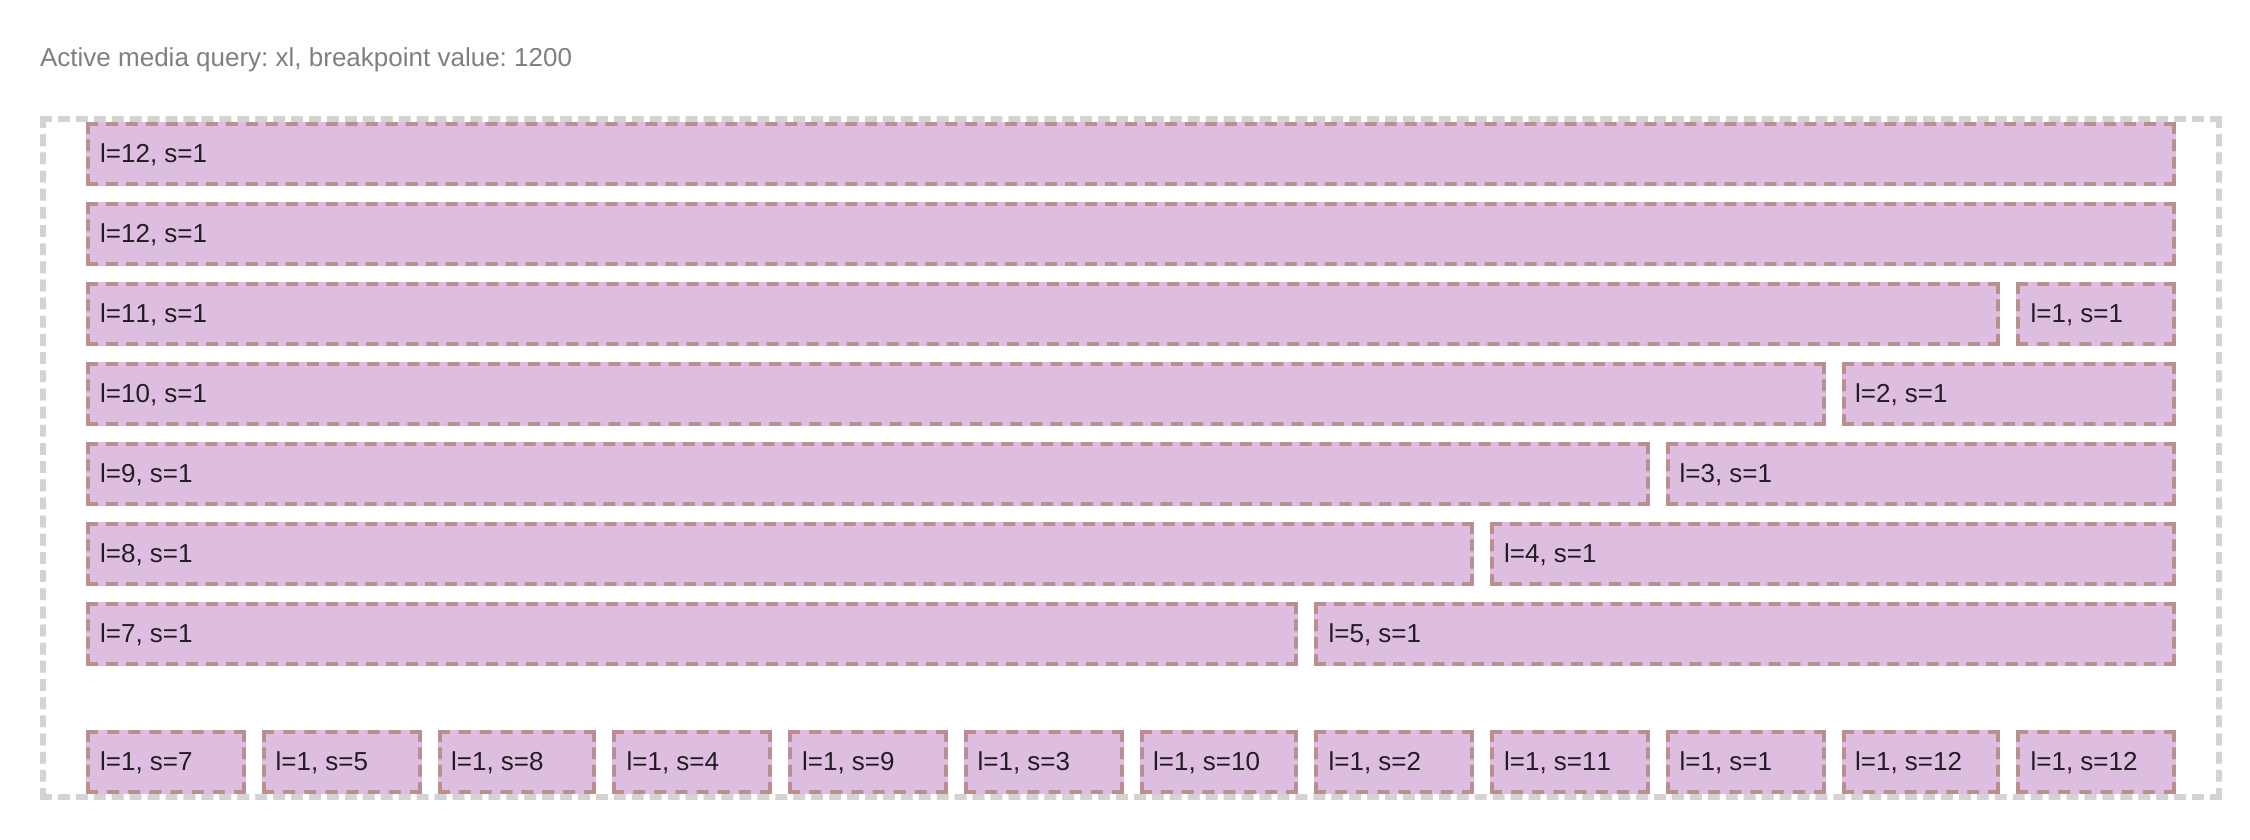 Active media query: xl, breakpoint value: 1200
l=12, s=1
l=12, s=1
l=11, s=1 l=1, s=1
l=10, s=1 l=2, s=1
l=9, s=1 l=3, s=1
l=8, s=1 l=4, s=1
l=7, s=1 l=5, s=1
l=1, s=7 l=1, s=5 l=1, s=8 l=1, s=4 l=1, s=9 l=1, s=3 l=1, s=10 l=1, s=2 l=1, s=11 l=1, s=1 l=1, s=12 l=1, s=12